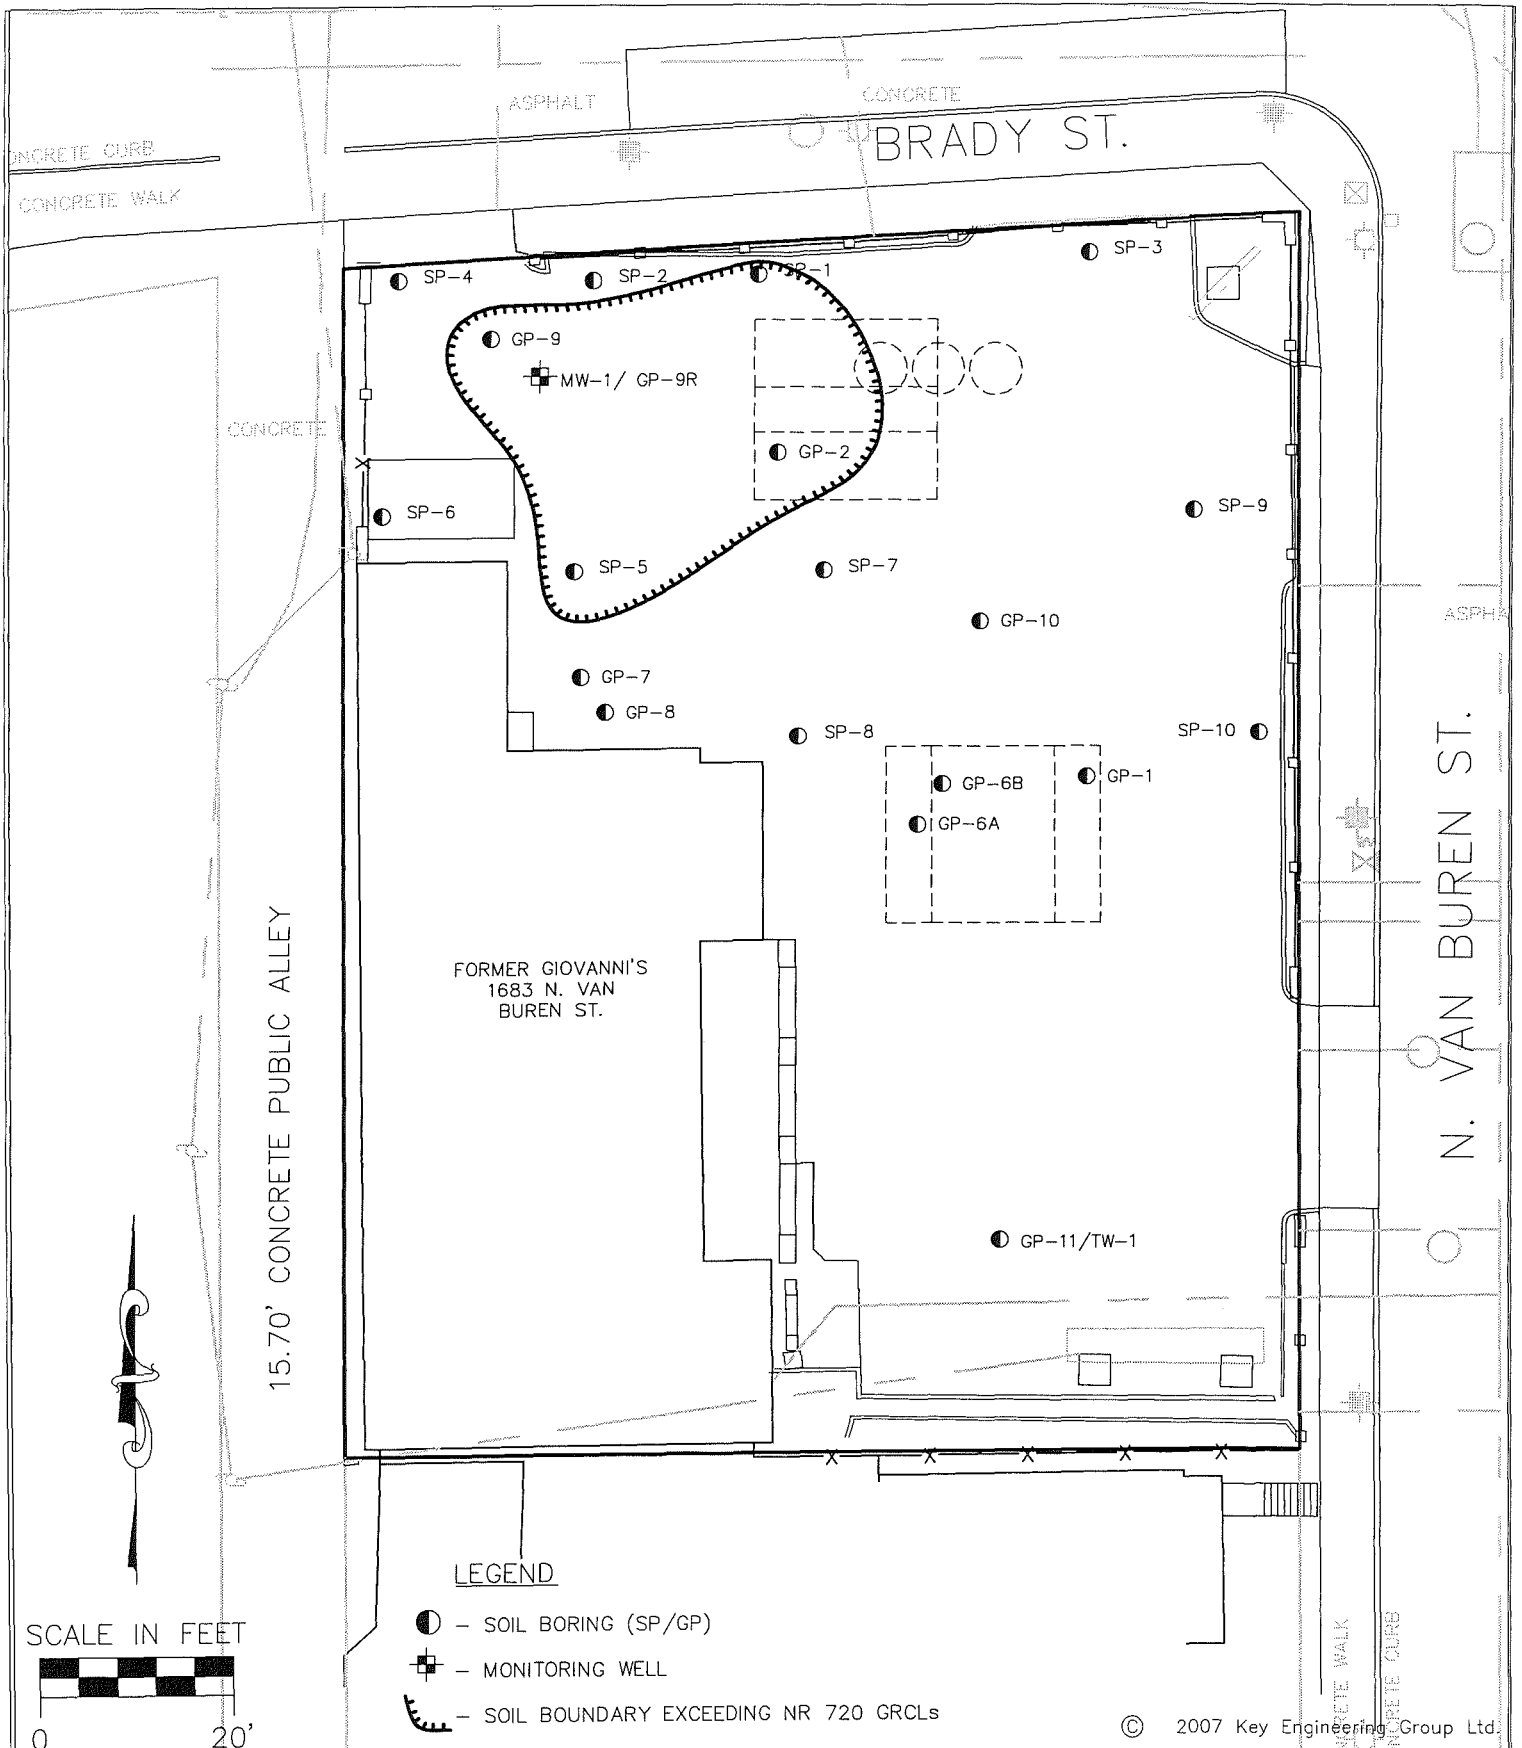 ASPHALT
CONCRETE
BRADY ST.
ONCRETE CURB
CONCRETE WALK
SP-3
SP-4
SP-2
SP-1
GP-9
MW-1/ GP-9R
CONCRETE
GP-2
SP-6
SP-9
SP-5
SP-7
GP-10
ASPHA
GP-7
GP-8
SP-8
SP-10
GP-6B
GP-1
GP-6A
N. VAN BUREN ST.
15.70' CONCRETE PUBLIC ALLEY
FORMER GIOVANNI'S
1683 N. VAN
BUREN ST.
GP-11/TW-1
LEGEND
- SOIL BORING (SP/GP)
- MONITORING WELL
- SOIL BOUNDARY EXCEEDING NR 720 GRCLs
SCALE IN FEET
0 20'
CRETE WALK
NCRETE CURB
© 2007 Key Engineering Group Ltd.